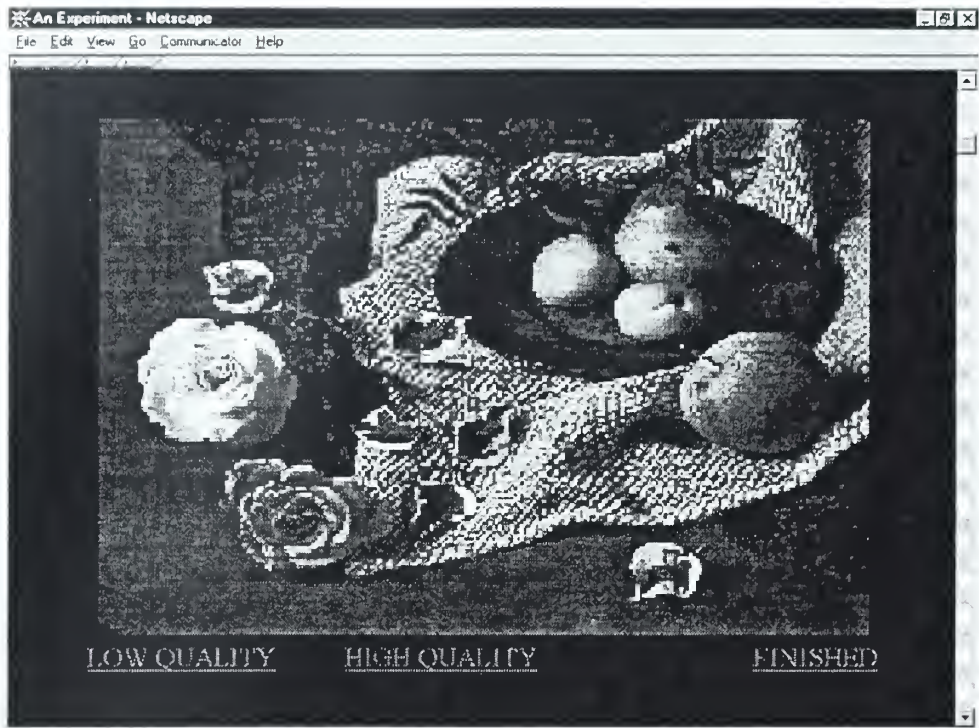 An Experiment - Netscape
File Edit View Go Communicator Help
LOW QUALITY HIGH QUALITY FINISHED